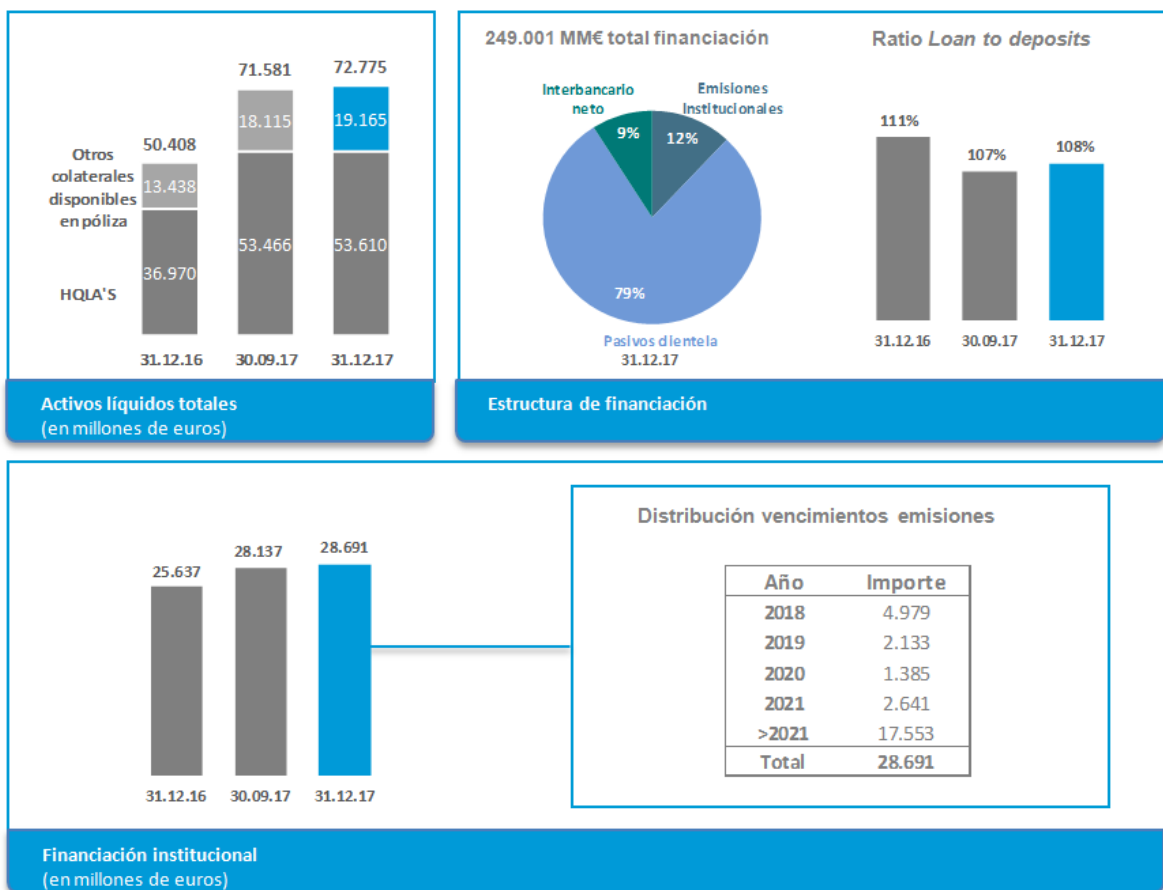 71.581
72.775
50.408
18.115
19.165
Otros
colaterales
disponibles
en póliza
13.438
HQLA'S
36.970
53.466
53.610
31.12.16
30.09.17
31.12.17
Activos líquidos totales
(en millones de euros)
249.001 MM€ total financiación
Interbancario
neto
Emisiones
Institucionales
9%
12%
79%
Pasivos clientela
31.12.17
Ratio Loan to deposits
111%
107%
108%
31.12.16
30.09.17
31.12.17
Estructura de financiación
25.637
28.137
28.691
31.12.16
30.09.17
31.12.17
Distribución vencimientos emisiones
Año Importe
2018 4.979
2019 2.133
2020 1.385
2021 2.641
>2021 17.553
Total 28.691
Financiación institucional
(en millones de euros)